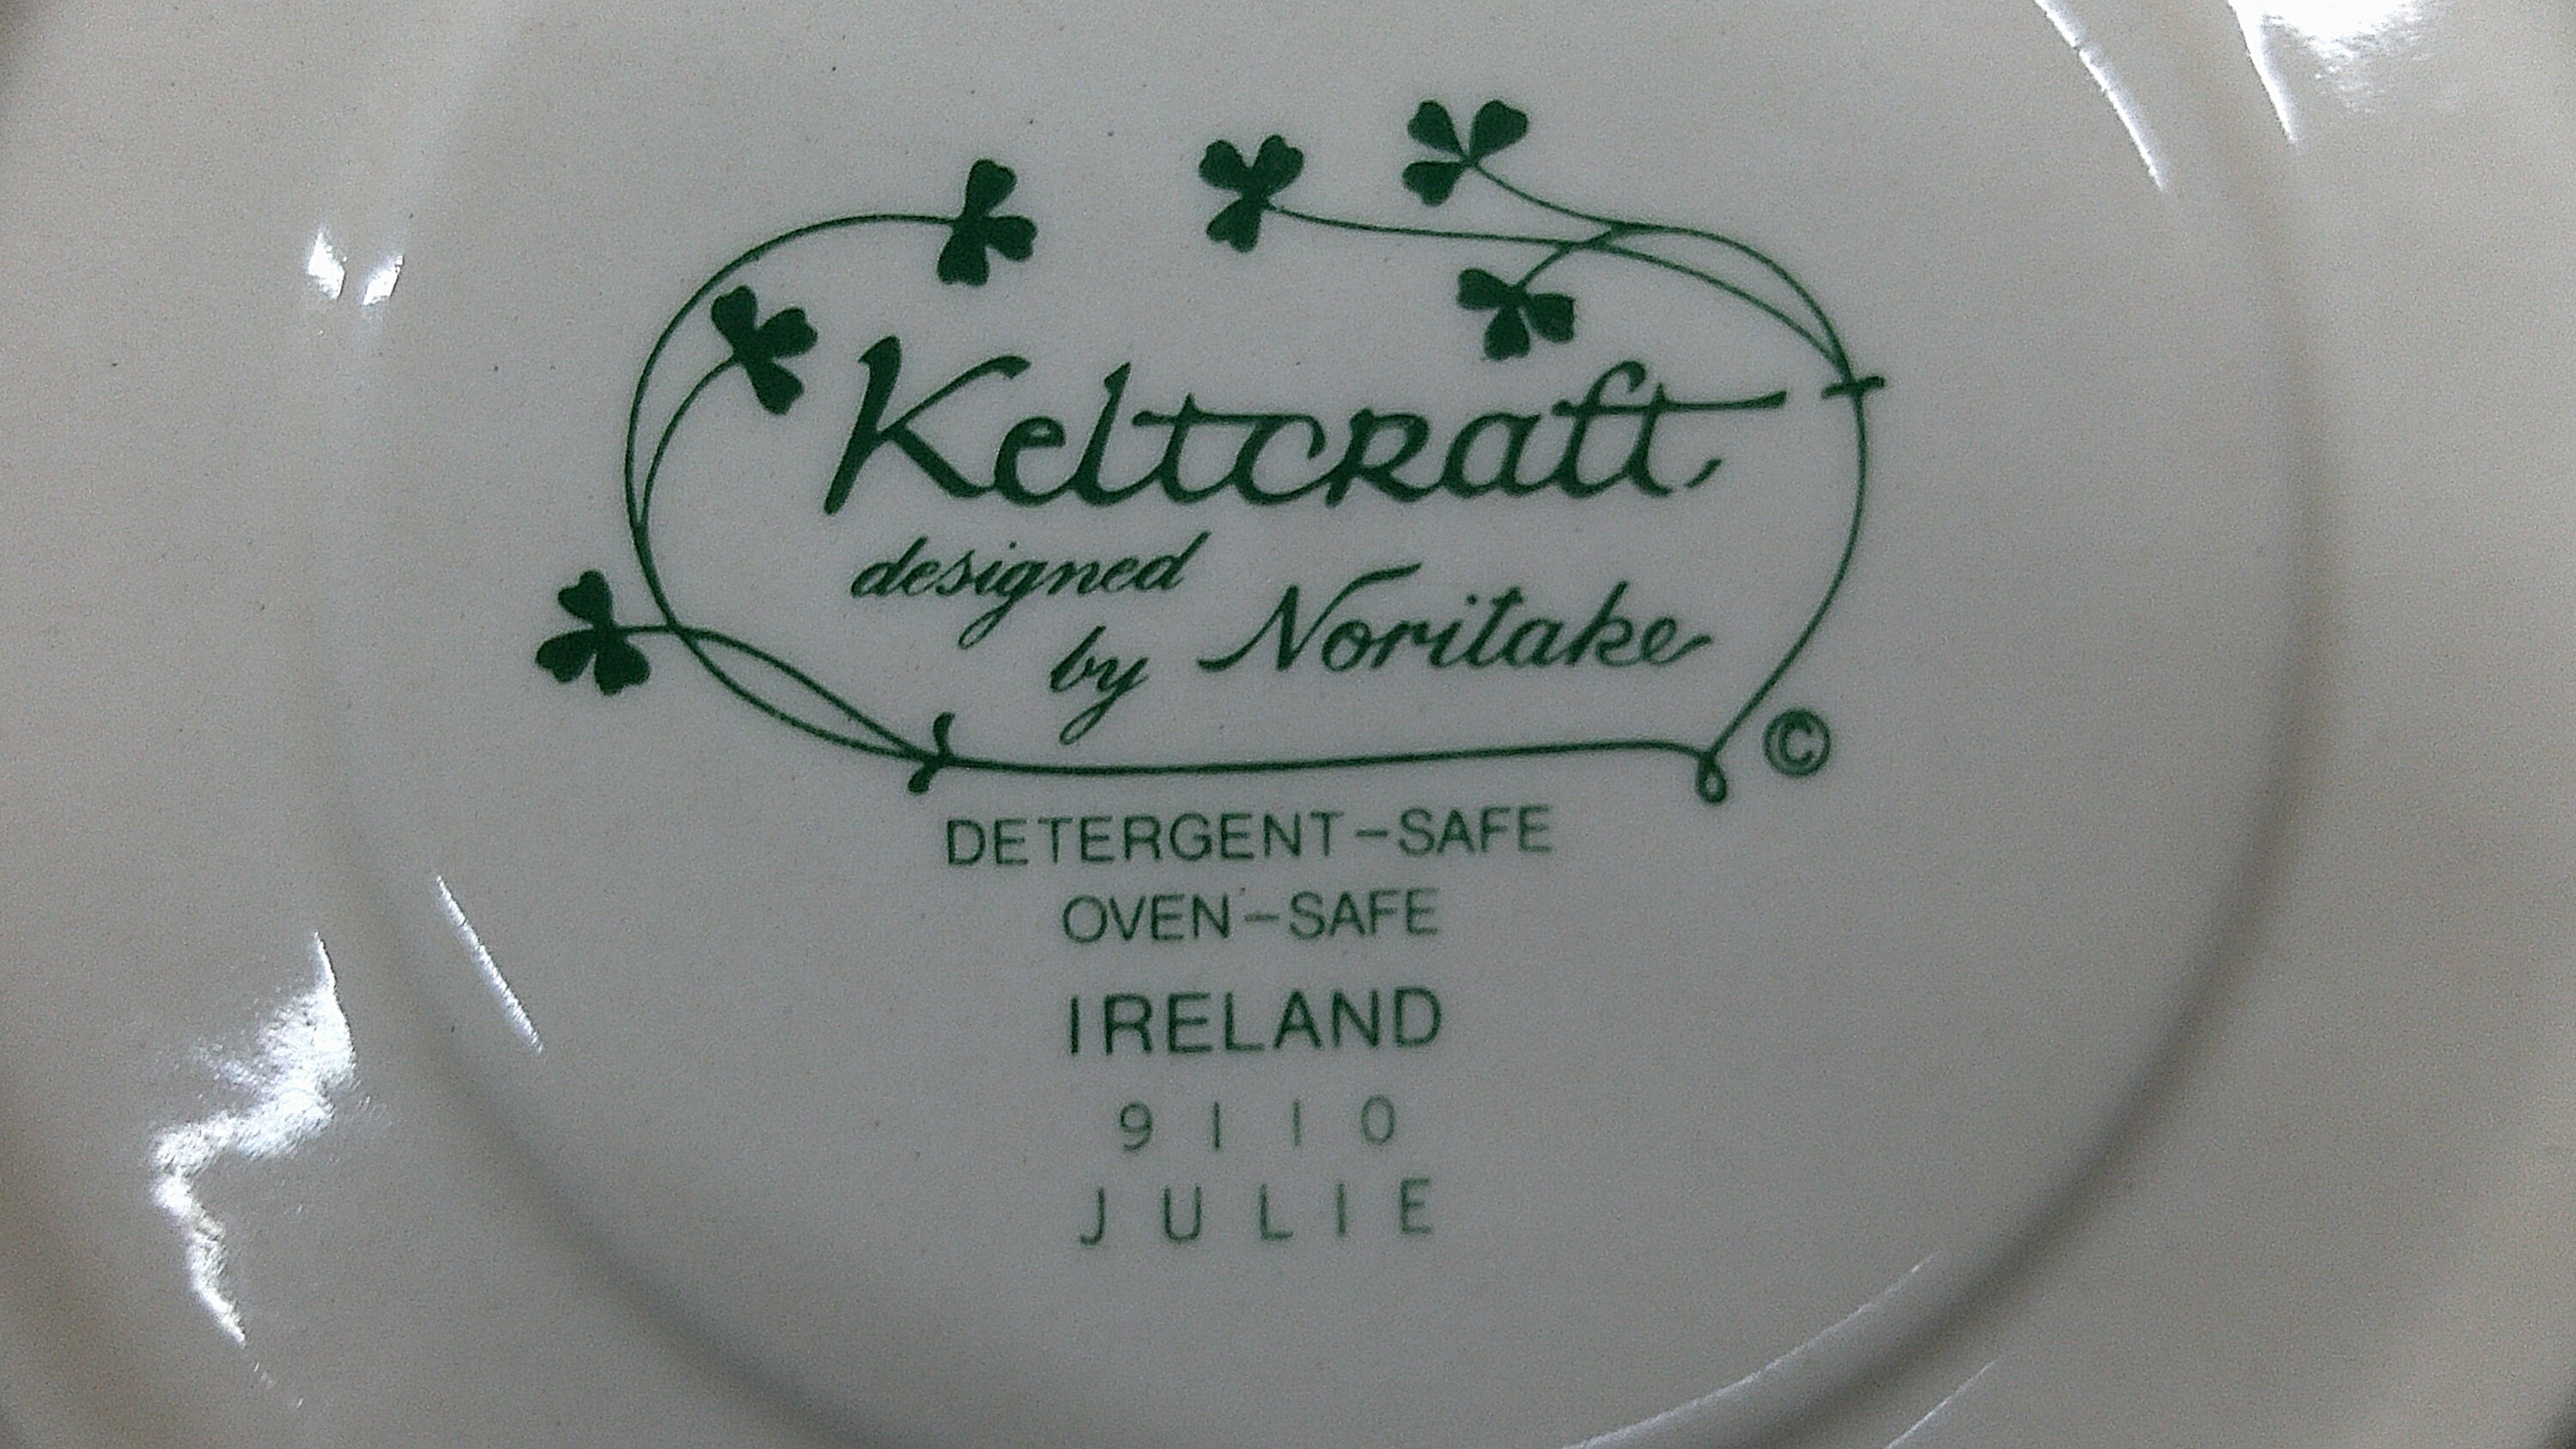 Keltcraft
designed
by Noritake
©
DETERGENT-SAFE
OVEN-SAFE
IRELAND
9110
JULIE